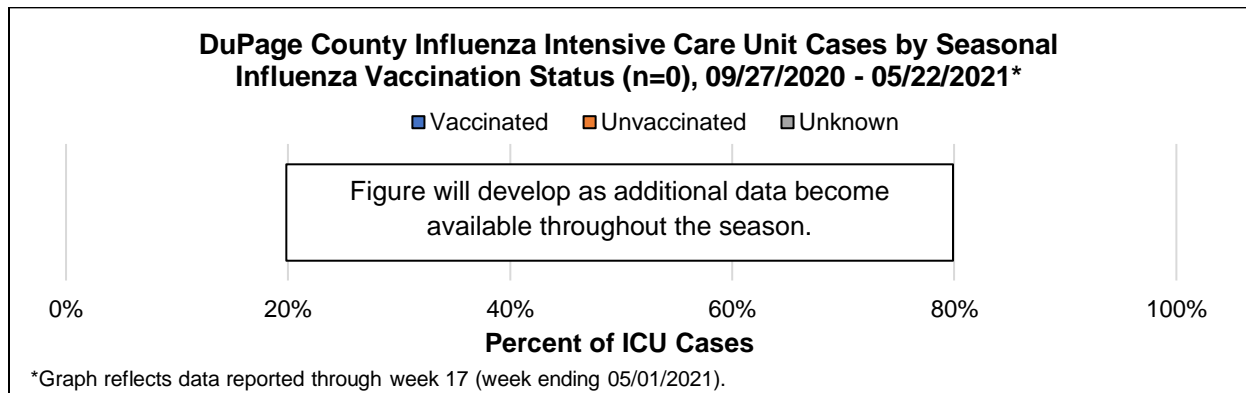 DuPage County Influenza Intensive Care Unit Cases by Seasonal
Influenza Vaccination Status (n=0), 09/27/2020 - 05/22/2021*
Vaccinated Unvaccinated Unknown
Figure will develop as additional data become
available throughout the season.
0% 20% 40% 60% 80% 100%
Percent of ICU Cases
*Graph reflects data reported through week 17 (week ending 05/01/2021).